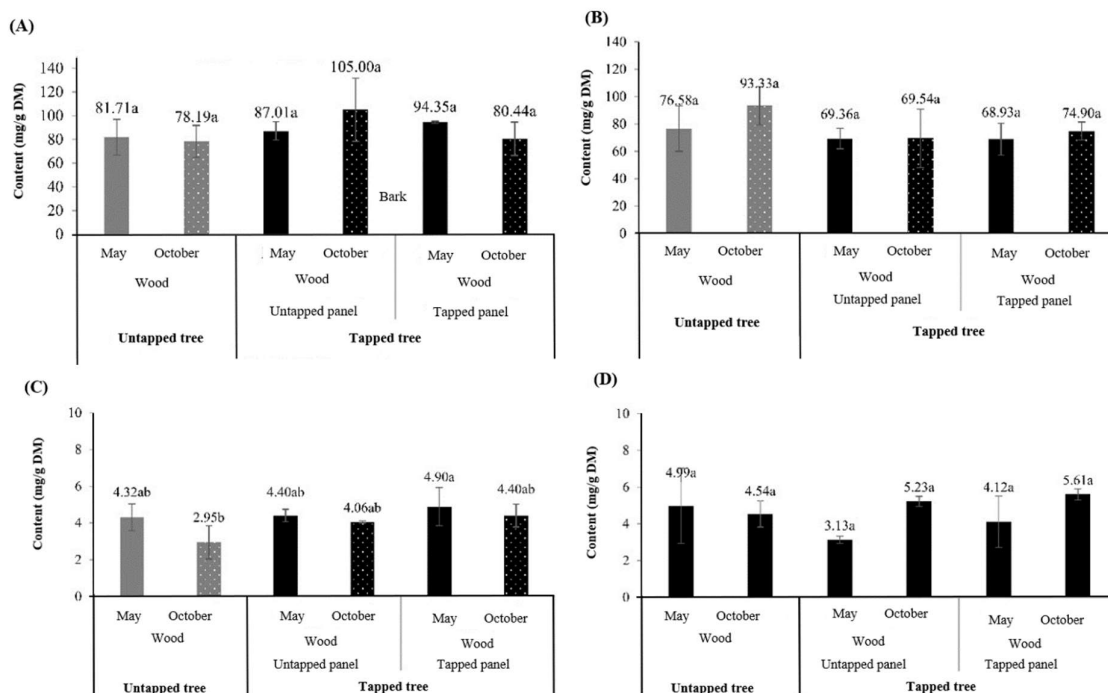 (A)
Content (mg/g DM)
140
120
100
80
60
40
20
0
81.71a
78.19a
87.01a
105.00a
94.35a
80.44a
Bark
May October May October May October
Wood Wood Wood
Untapped panel Tapped panel
Untapped tree Tapped tree
(B)
Content (mg/g DM)
140
120
100
80
60
40
20
0
76.58a
93.33a
69.36a
69.54a
68.93a
74.90a
May October May October May October
Wood Wood Wood
Untapped panel Tapped panel
Untapped tree Tapped tree
(C)
Content (mg/g DM)
10
8
6
4
2
0
4.32ab
2.95b
4.40ab
4.06ab
4.90a
4.40ab
May October May October May October
Wood Wood Wood
Untapped panel Tapped panel
Untapped tree Tapped tree
(D)
Content (mg/g DM)
10
8
6
4
2
0
4.99a
4.54a
3.13a
5.23a
4.12a
5.61a
May October May October May October
Wood Wood Wood
Untapped panel Tapped panel
Untapped tree Tapped tree